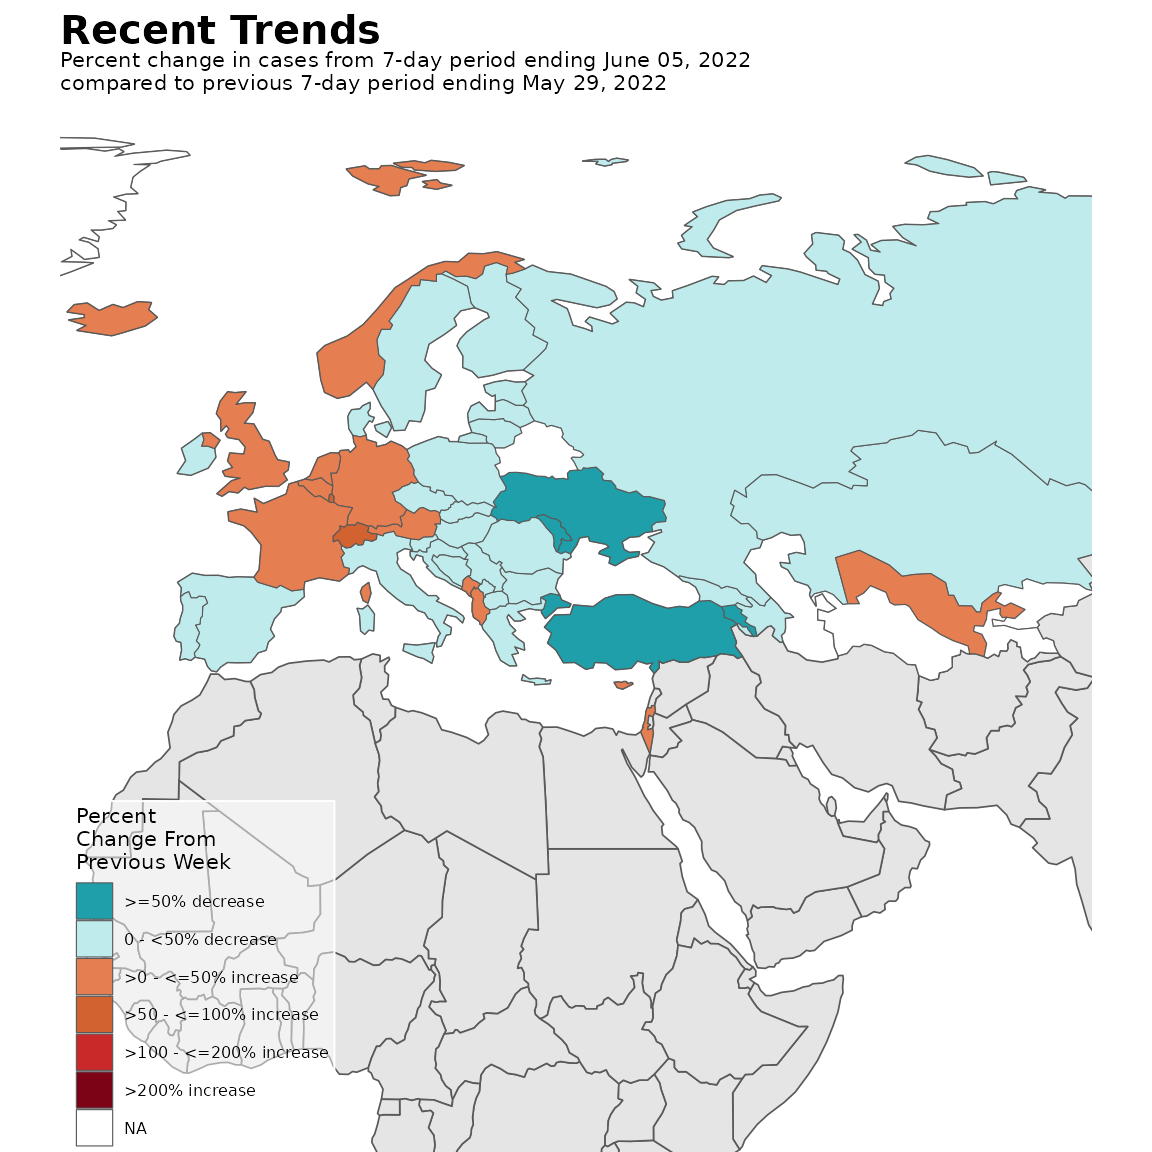 Recent Trends
Percent change in cases from 7-day period ending June 05, 2022
compared to previous 7-day period ending May 29, 2022
Percent
Change From
Previous Week
>=50% decrease
0 - <50% decrease
>0 - <=50% increase
>50 - <=100% increase
>100 - <=200% increase
>200% increase
NA